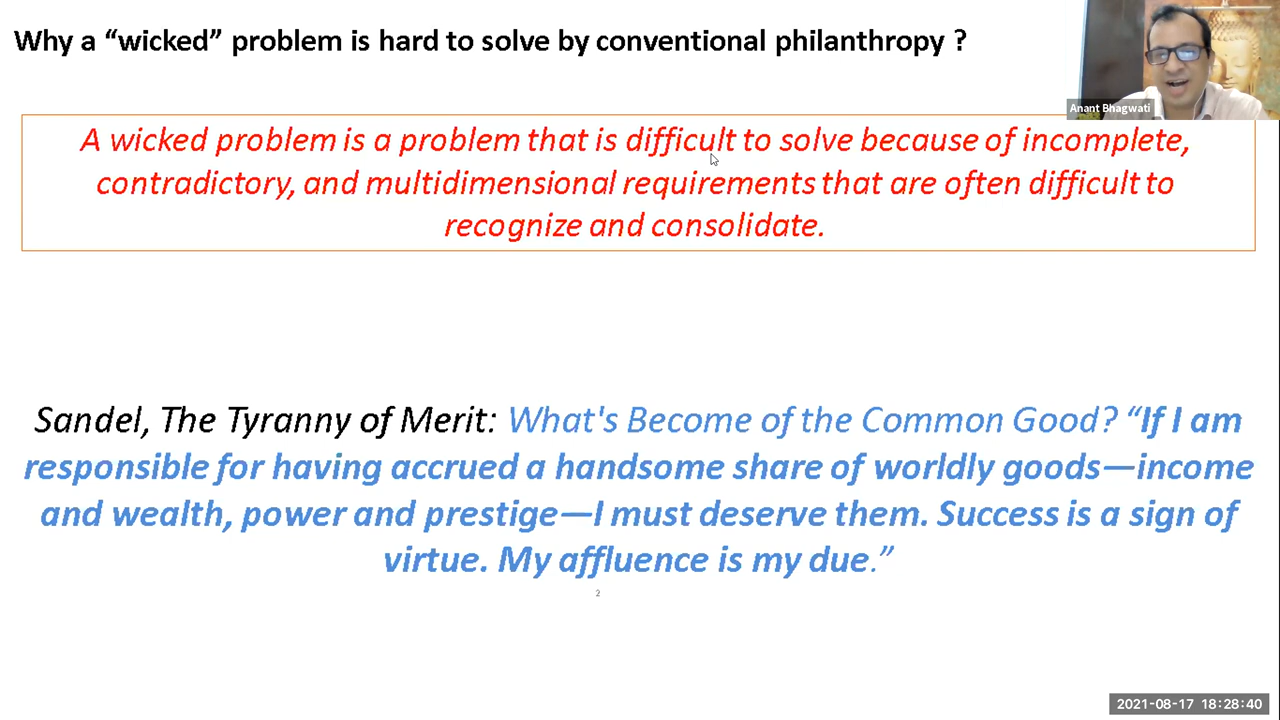 Why a “wicked” problem is hard to solve by conventional philanthropy ?
Anant Bhagwati
A wicked problem is a problem that is difficult to solve because of incomplete,
contradictory, and multidimensional requirements that are often difficult to
recognize and consolidate.
Sandel, The Tyranny of Merit: What's Become of the Common Good? “If I am
responsible for having accrued a handsome share of worldly goods—income
and wealth, power and prestige—I must deserve them. Success is a sign of
virtue. My affluence is my due.”
2
2021-08-17 18:28:40